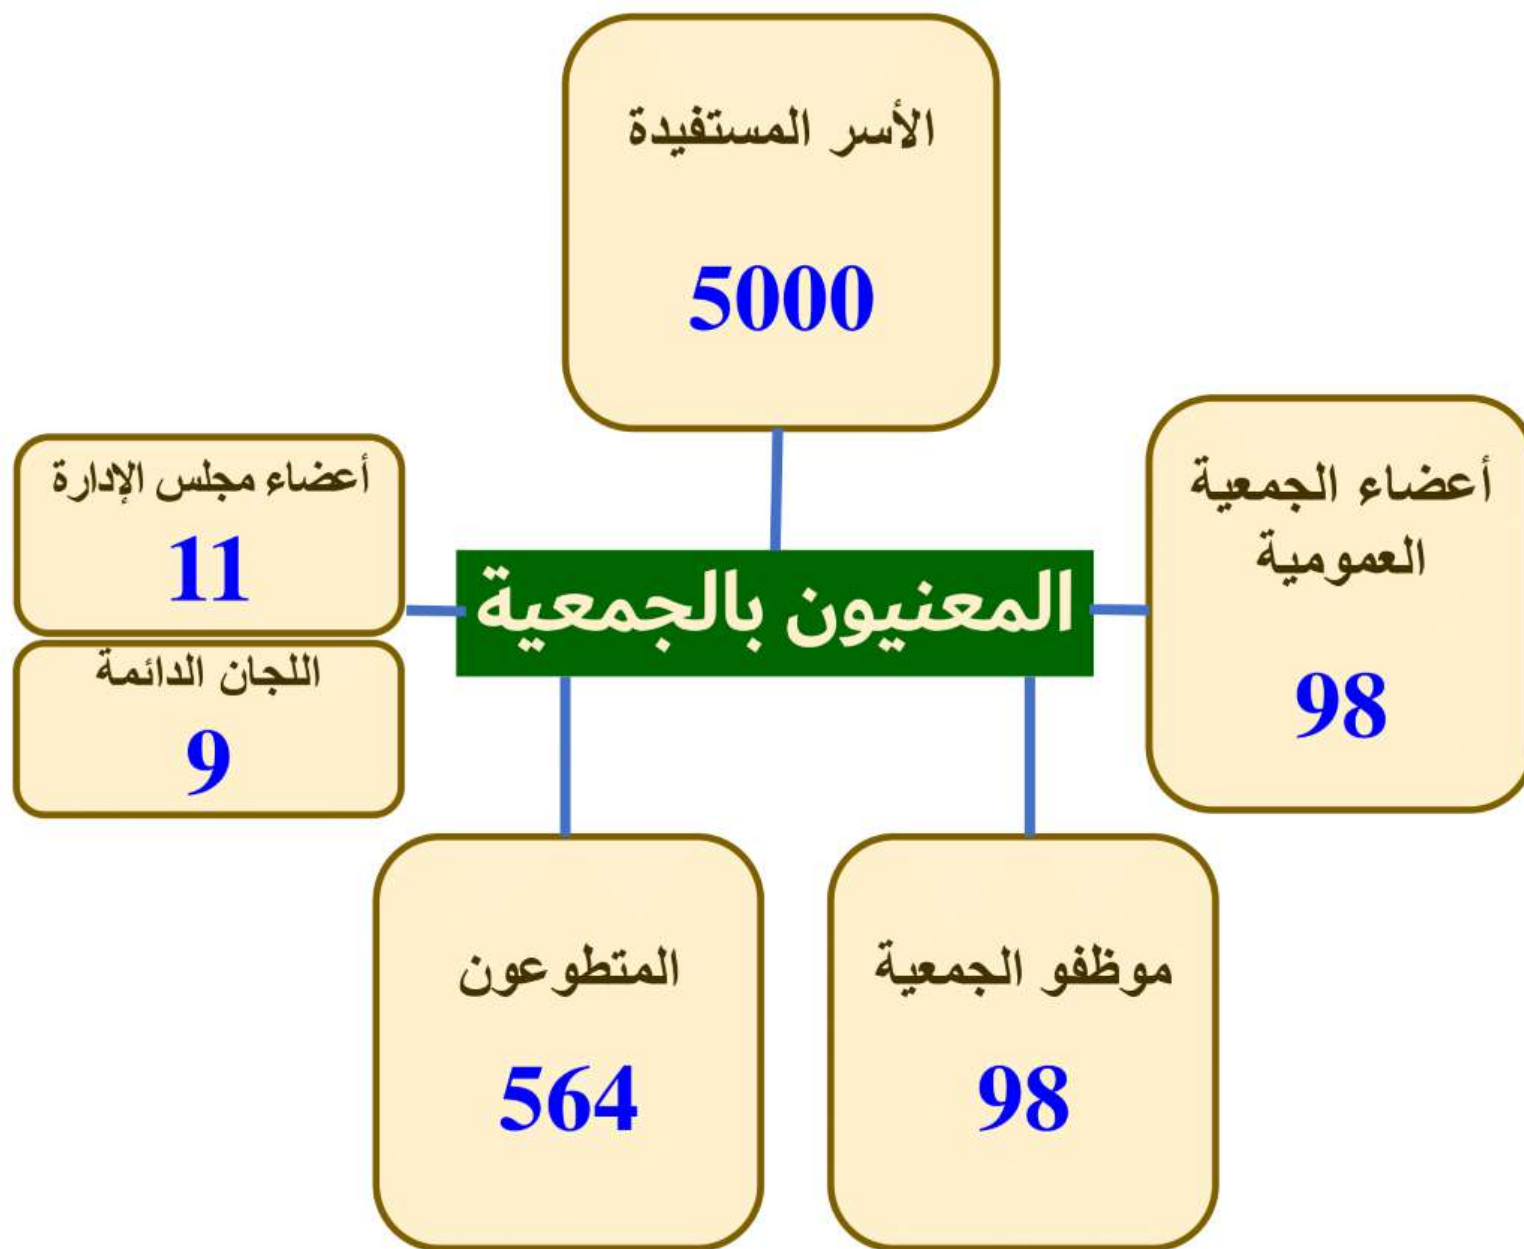 الأسر المستفيدة
5000
أعضاء الجمعية
العمومية
98
أعضاء مجلس الإدارة
11
المعنيون بالجمعية
اللجان الدائمة
9
موظفو الجمعية
98
المتطوعون
564